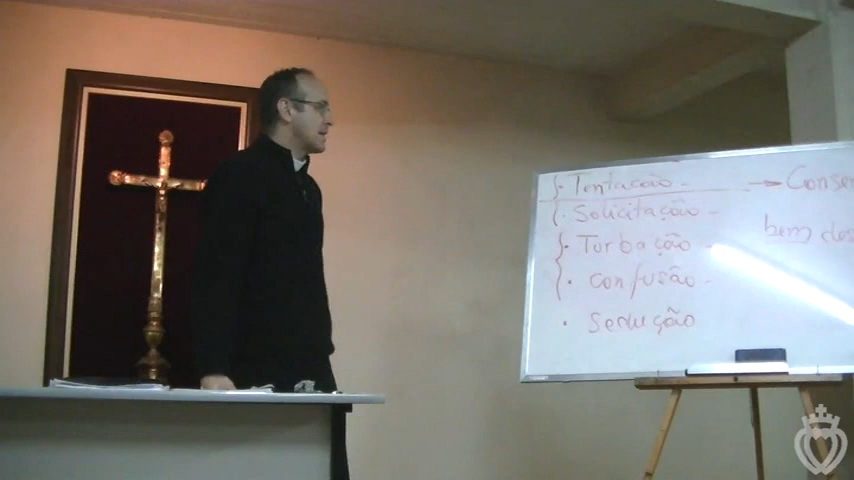 · Tentação - → Conse
· Solicitação -
bem dos
· Turbação -
· confusão -
· Sedução